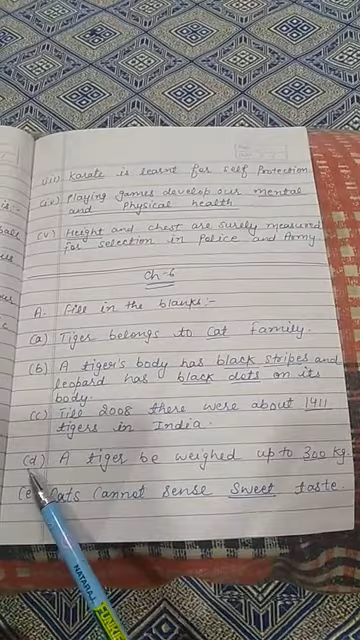 viii) Karate is learnt for self Protection
(ix) Playing games develop our mental
and Physical health
(v) Height and chest are surely measured
for selection in Police and Army.
Ch-6
A. Fill in the blanks:-
(a) Tiger belongs to Cat family.
(b) A tiger's body has black stripes and
leopard has black dots on its
body.
(c) Till 2008 there were about 1411
tigers in India.
(d) A tiger be weighed up to 300 kg.
(e) Cats Cannot sense Sweet taste.
NATARAJ